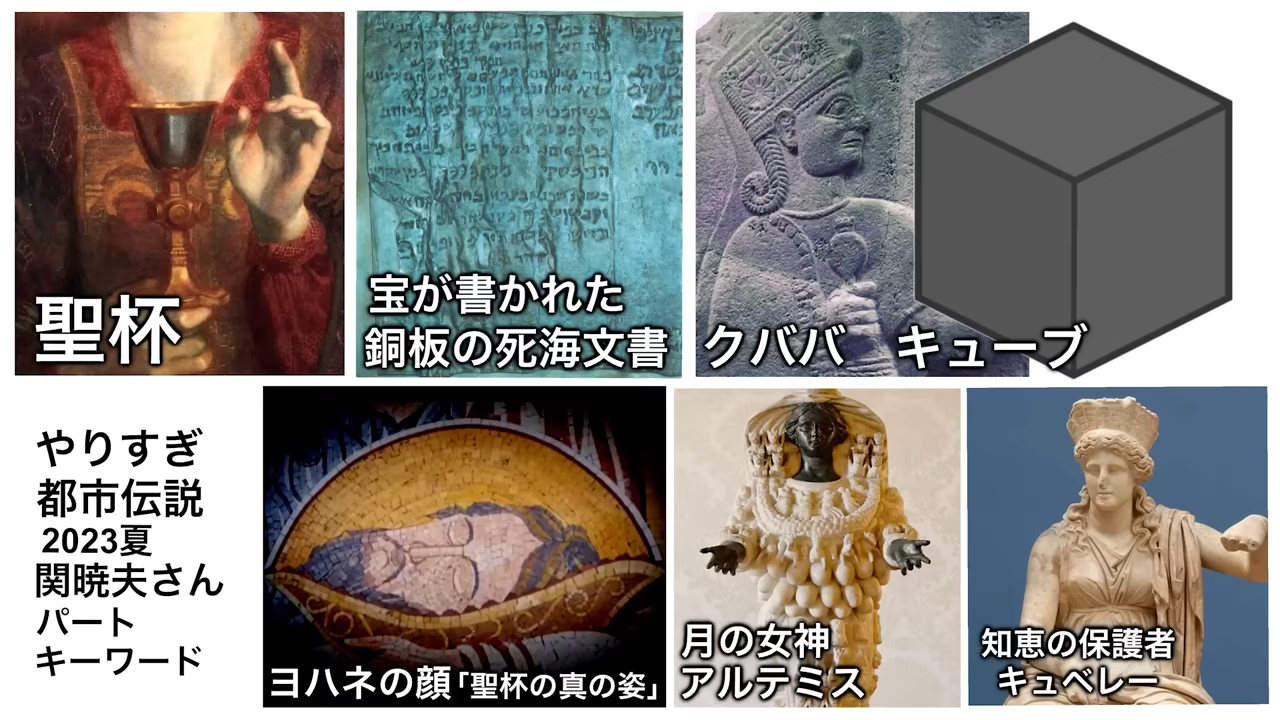 聖杯
宝が書かれた
銅板の死海文書
クババ キューブ
やりすぎ
都市伝説
2023夏
関暁夫さん
パート
キーワード
ヨハネの顔「聖杯の真の姿」
月の女神
アルテミス
知恵の保護者
キュベレー